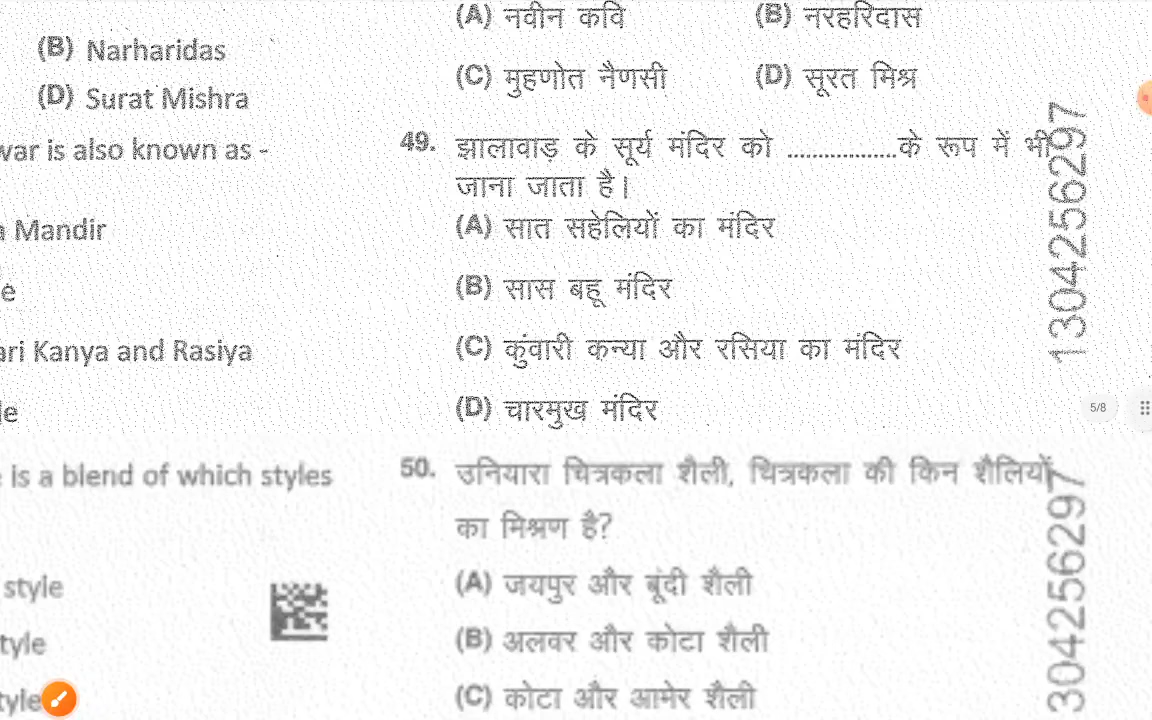 (B) Narharidas
(D) Surat Mishra
war is also known as -
a Mandir
e
ari Kanya and Rasiya
le
is a blend of which styles
style
tyle
tyle
(A) नवीन कवि (B) नरहरिदास
(C) मुहणोत नैणसी (D) सूरत मिश्र
49. झालावाड़ के सूर्य मंदिर को ...............के रूप में भी
जाना जाता है।
(A) सात सहेलियों का मंदिर
(B) सास बहू मंदिर
(C) कुंवारी कन्या और रसिया का मंदिर
(D) चारमुख मंदिर
50. उनियारा चित्रकला शैली, चित्रकला की किन शैलियों
का मिश्रण है?
(A) जयपुर और बूंदी शैली
(B) अलवर और कोटा शैली
(C) कोटा और आमेर शैली
1304256297
304256297
5/8